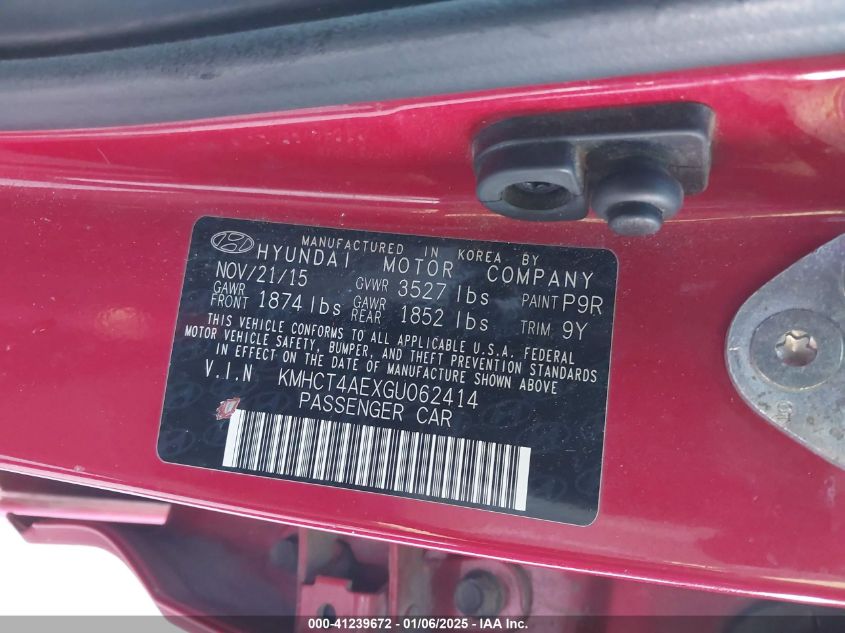 MANUFACTURED IN KOREA BY
HYUNDAI MOTOR COMPANY
NOV/21/15 GVWR 3527 lbs PAINT P9R
GAWR FRONT 1874 lbs GAWR REAR 1852 lbs TRIM 9Y
THIS VEHICLE CONFORMS TO ALL APPLICABLE U.S.A. FEDERAL
MOTOR VEHICLE SAFETY, BUMPER, AND THEFT PREVENTION STANDARDS
IN EFFECT ON THE DATE OF MANUFACTURE SHOWN ABOVE
V.I.N KMHCT4AEXGU062414
PASSENGER CAR
000-41239672 - 01/06/2025 - IAA Inc.